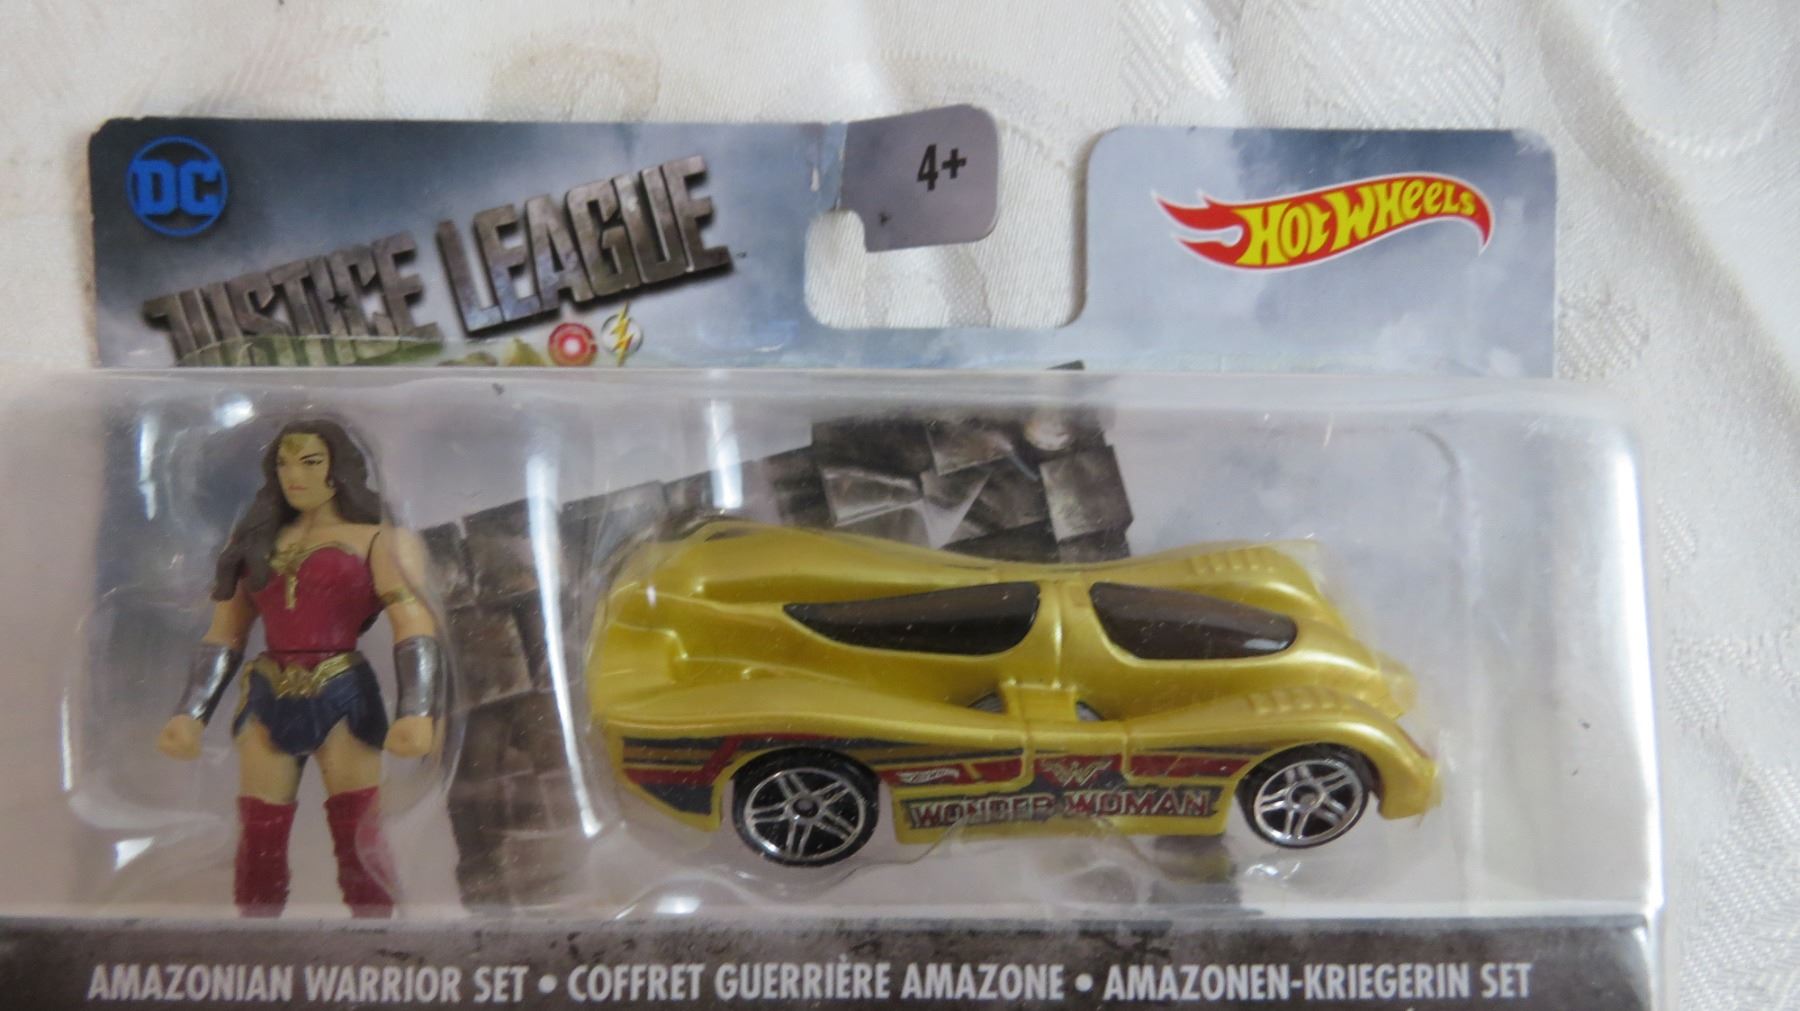 DC
JUSTICE LEAGUE
4+
HOT WHEELS
WONDER WOMAN
AMAZONIAN WARRIOR SET • COFFRET GUERRIÈRE AMAZONE • AMAZONEN-KRIEGERIN SET